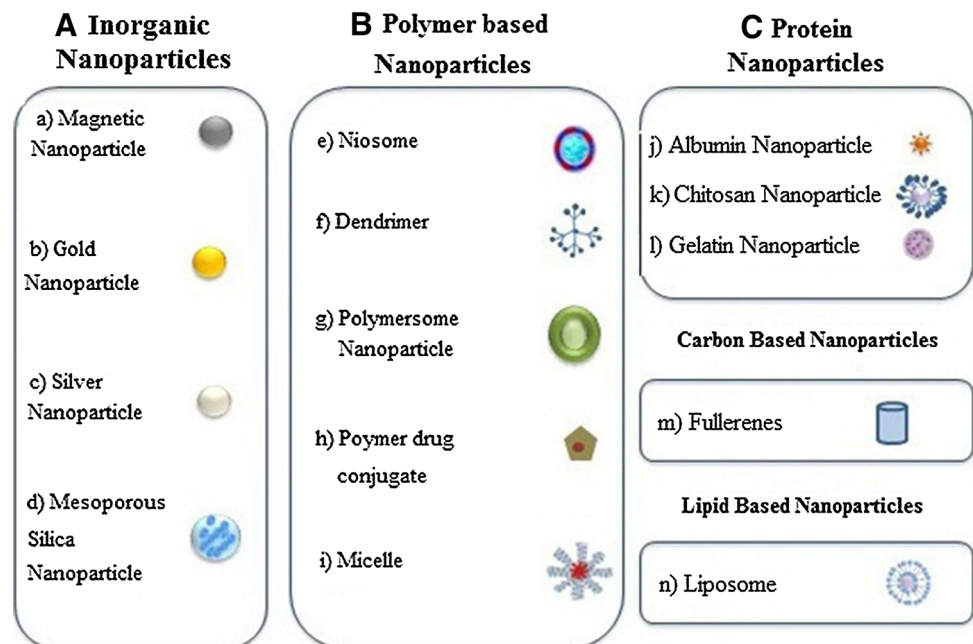 A Inorganic
Nanoparticles
a) Magnetic
Nanoparticle
b) Gold
Nanoparticle
c) Silver
Nanoparticle
d) Mesoporous
Silica
Nanoparticle
B Polymer based
Nanoparticles
e) Niosome
f) Dendrimer
g) Polymersome
Nanoparticle
h) Poymer drug
conjugate
i) Micelle
C Protein
Nanoparticles
j) Albumin Nanoparticle
k) Chitosan Nanoparticle
l) Gelatin Nanoparticle
Carbon Based Nanoparticles
m) Fullerenes
Lipid Based Nanoparticles
n) Liposome